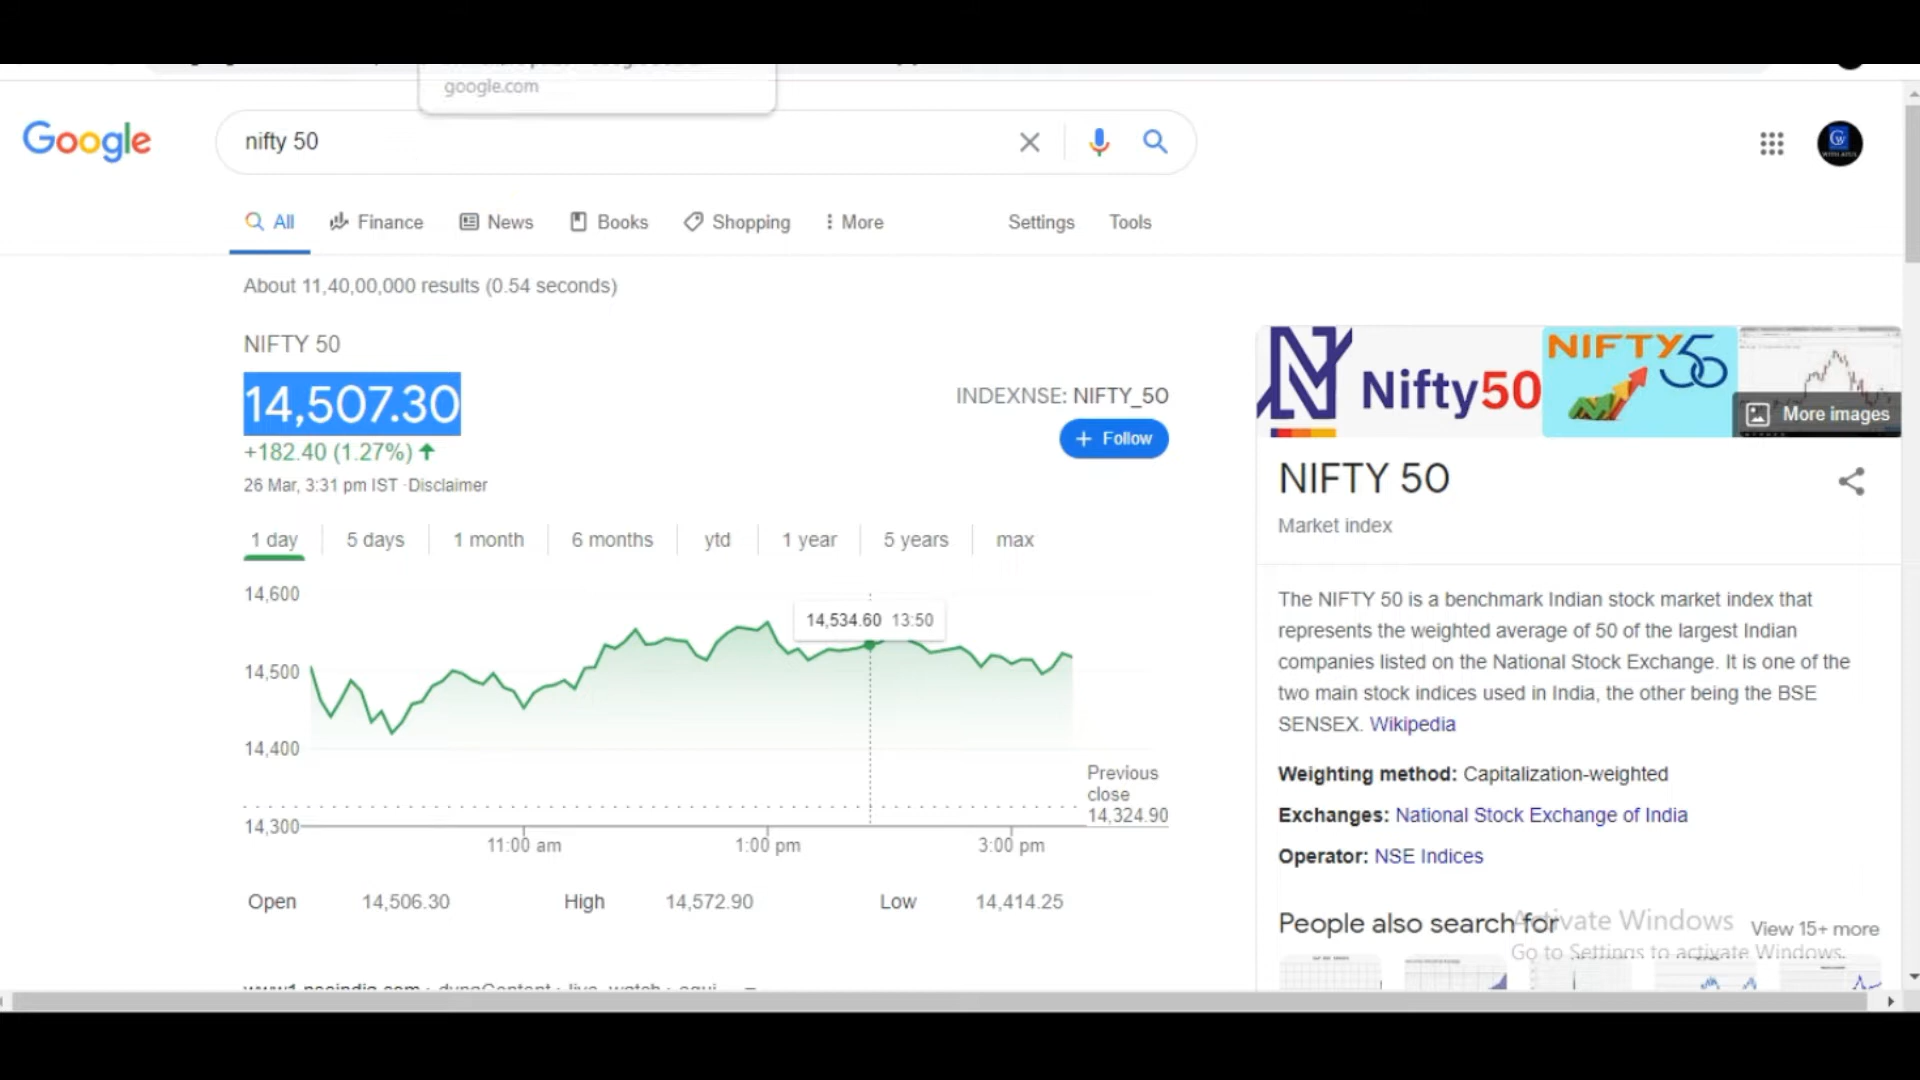 google.com
Google
nifty 50
All
Finance
News
Books
Shopping
More
Settings
Tools
About 11,40,00,000 results (0.54 seconds)
NIFTY 50
14,507.30
+182.40 (1.27%)
26 Mar, 3:31 pm IST · Disclaimer
INDEXNSE: NIFTY_50
+ Follow
1 day
5 days
1 month
6 months
ytd
1 year
5 years
max
14,600
14,500
14,400
14,300
14,534.60 13:50
Previous
close
14,324.90
11:00 am
1:00 pm
3:00 pm
Open 14,506.30
High 14,572.90
Low 14,414.25
Nifty50
NIFTY 50
More images
NIFTY 50
Market index
The NIFTY 50 is a benchmark Indian stock market index that
represents the weighted average of 50 of the largest Indian
companies listed on the National Stock Exchange. It is one of the
two main stock indices used in India, the other being the BSE
SENSEX. Wikipedia
Weighting method: Capitalization-weighted
Exchanges: National Stock Exchange of India
Operator: NSE Indices
People also search for
View 15+ more
Activate Windows
Go to Settings to activate Windows.